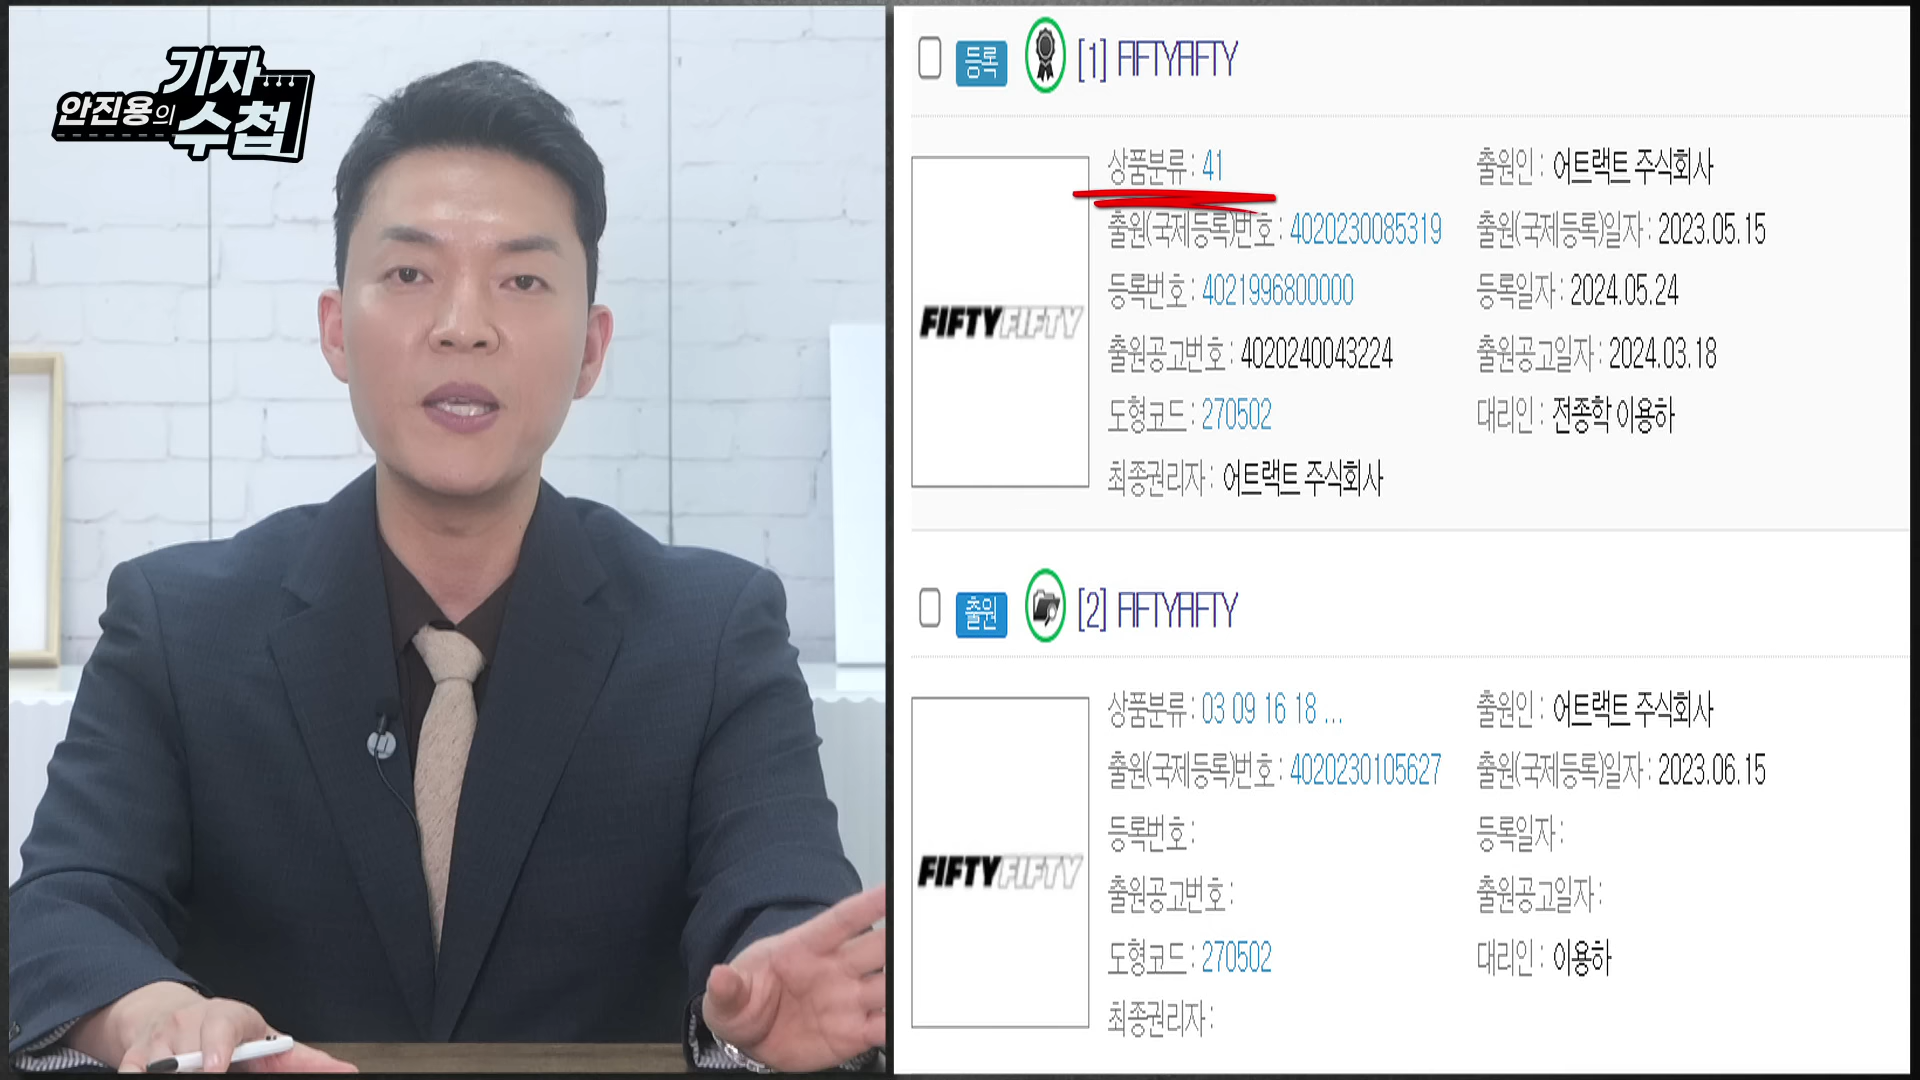 안진용의 기자수첩
등록 [1] FIFTYFIFTY
상품분류 : 41 출원인 : 어트랙트 주식회사
출원(국제등록)번호 : 4020230085319 출원(국제등록)일자 : 2023.05.15
등록번호 : 4021996800000 등록일자 : 2024.05.24
FIFTYFIFTY
출원공고번호 : 4020240043224 출원공고일자 : 2024.03.18
도형코드 : 270502 대리인 : 전종학 이용하
최종권리자 : 어트랙트 주식회사
출원 [2] FIFTYFIFTY
상품분류 : 03 09 16 18 ... 출원인 : 어트랙트 주식회사
출원(국제등록)번호 : 4020230105627 출원(국제등록)일자 : 2023.06.15
등록번호 : 등록일자 :
FIFTYFIFTY
출원공고번호 : 출원공고일자 :
도형코드 : 270502 대리인 : 이용하
최종권리자 :